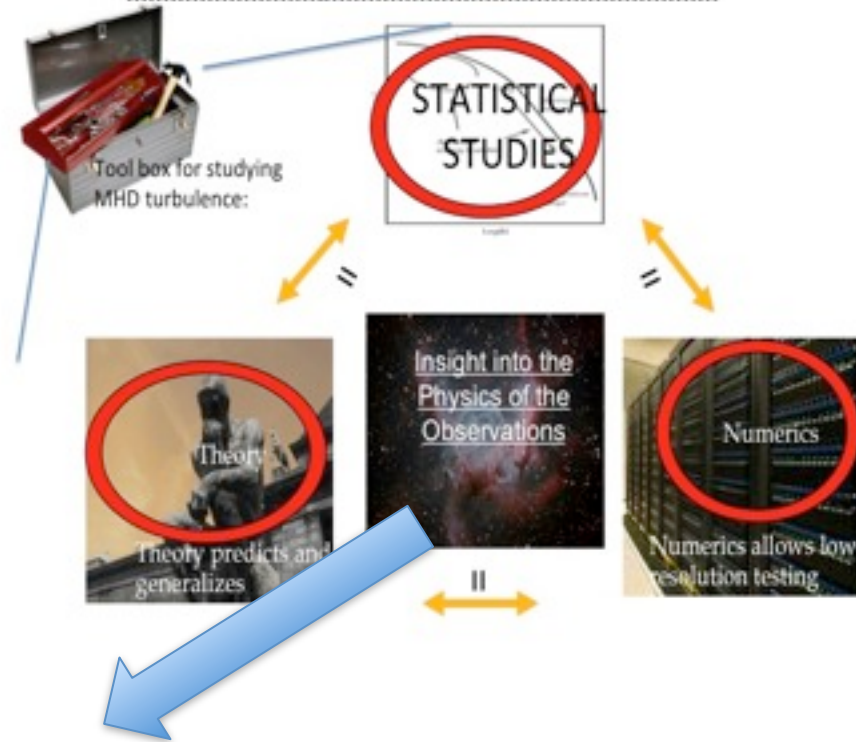 STATISTICAL
STUDIES
Tool box for studying
MHD turbulence:
=
=
Insight into the
Physics of the
Observations
Theory
Numerics
Theory predicts and
generalizes
Numerics allows low
resolution testing
=